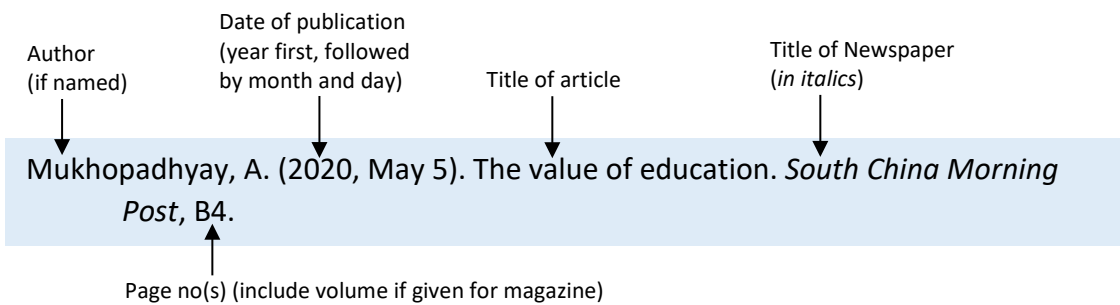 Author
(if named)
Date of publication
(year first, followed
by month and day)
Title of article
Title of Newspaper
(in italics)
Mukhopadhyay, A. (2020, May 5). The value of education. South China Morning
Post, B4.
Page no(s) (include volume if given for magazine)